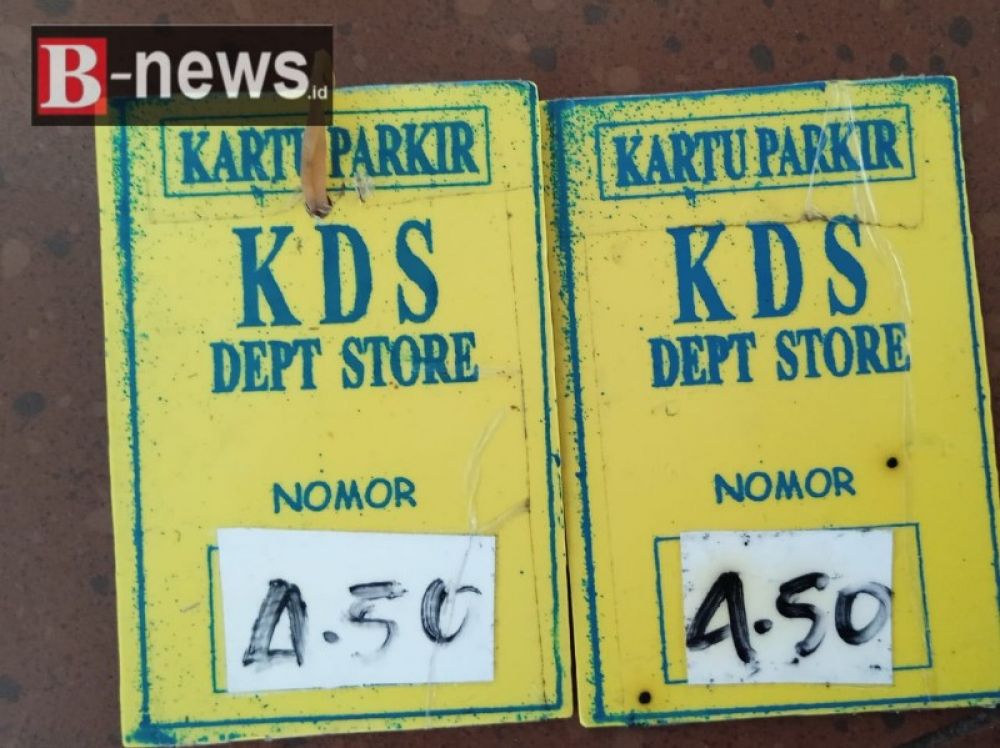 B-news.id
KARTU PARKIR
KDS
DEPT STORE
NOMOR
A.50
KARTU PARKIR
KDS
DEPT STORE
NOMOR
A.50